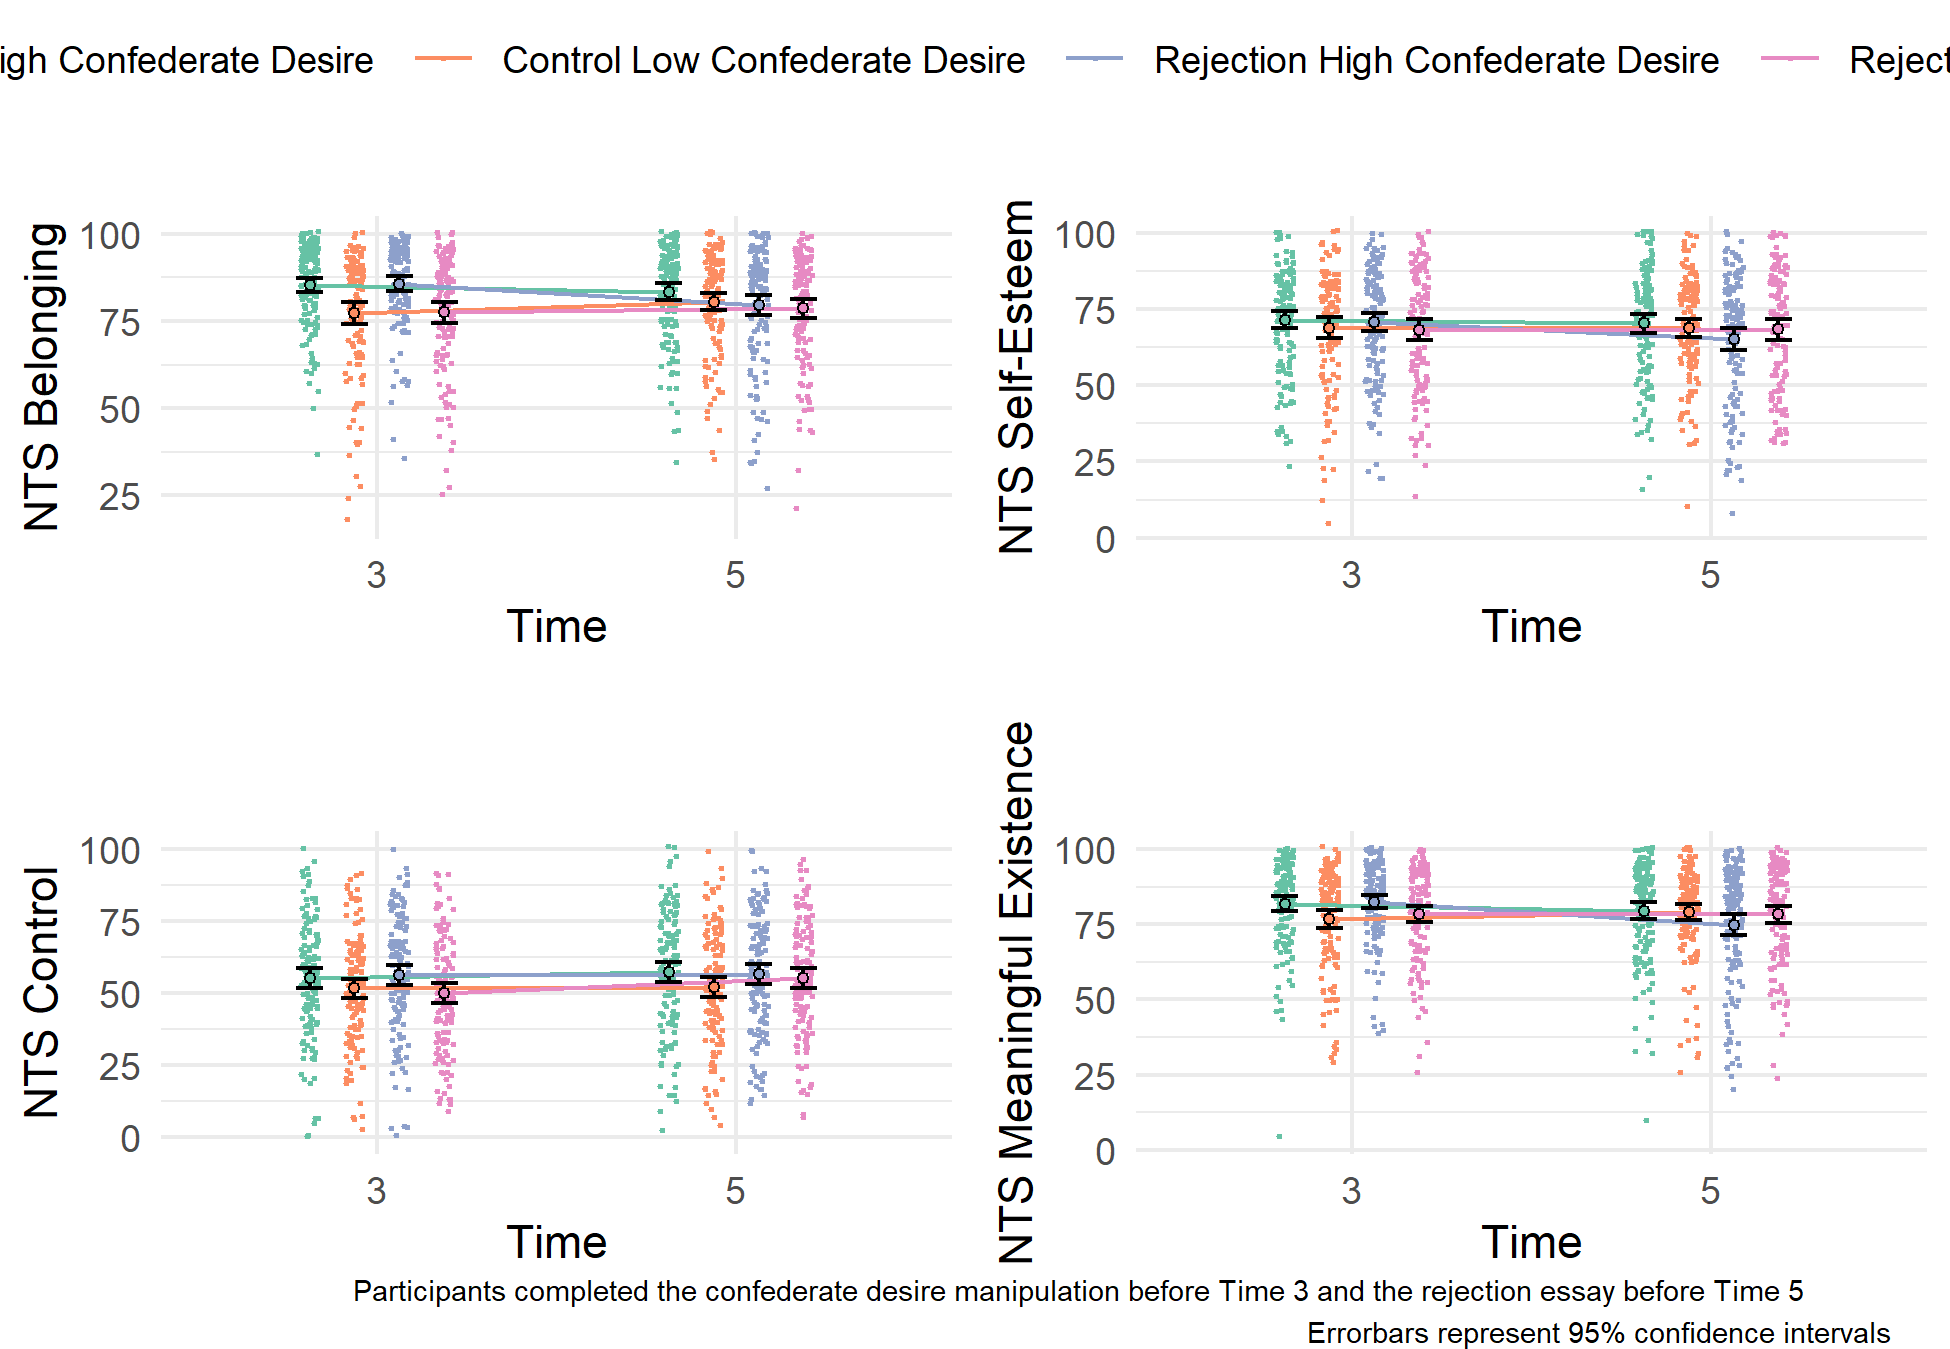 igh Confederate Desire Control Low Confederate Desire Rejection High Confederate Desire Reject
NTS Belonging
100
75
50
25
3 5
Time
NTS Self-Esteem
100
75
50
25
0
3 5
Time
NTS Control
100
75
50
25
0
3 5
Time
NTS Meaningful Existence
100
75
50
25
0
3 5
Time
Participants completed the confederate desire manipulation before Time 3 and the rejection essay before Time 5
Errorbars represent 95% confidence intervals